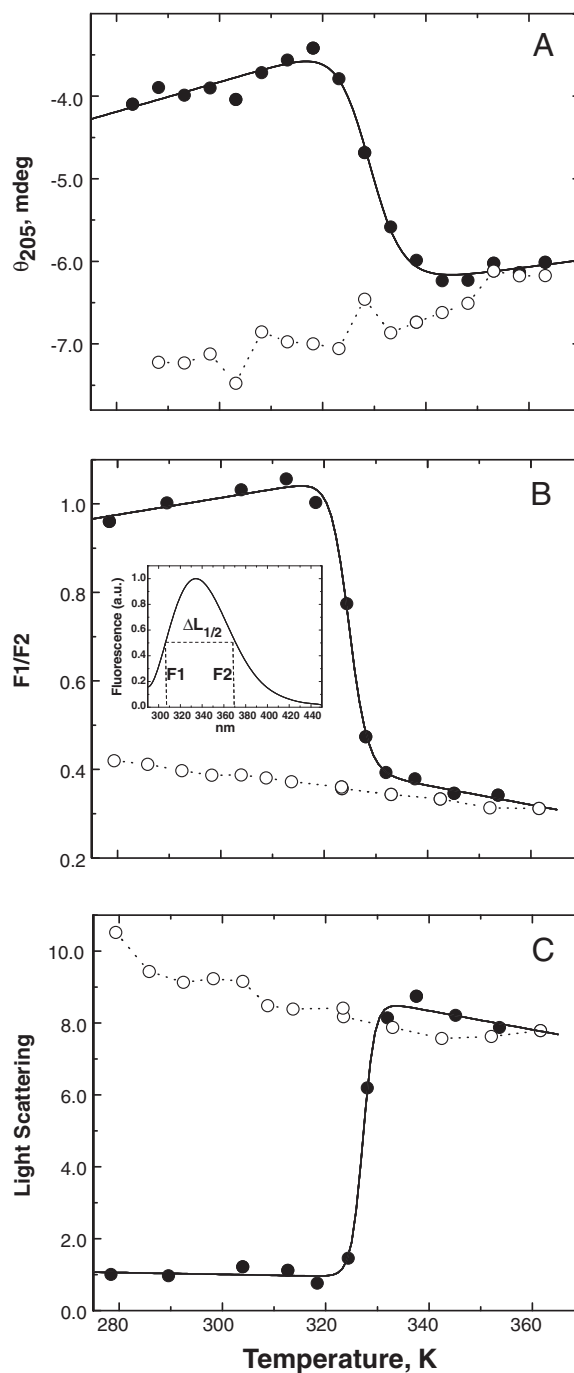 A
-4.0
-5.0
-6.0
-7.0
θ205, mdeg
B
1.0
0.8
0.6
0.4
0.2
F1/F2
1.0
0.8
0.6
0.4
0.2
0.0
Fluorescence (a.u.)
ΔL1/2
F1 F2
300 320 340 360 380 400 420 440
nm
C
10.0
8.0
6.0
4.0
2.0
0.0
Light Scattering
280 300 320 340 360
Temperature, K